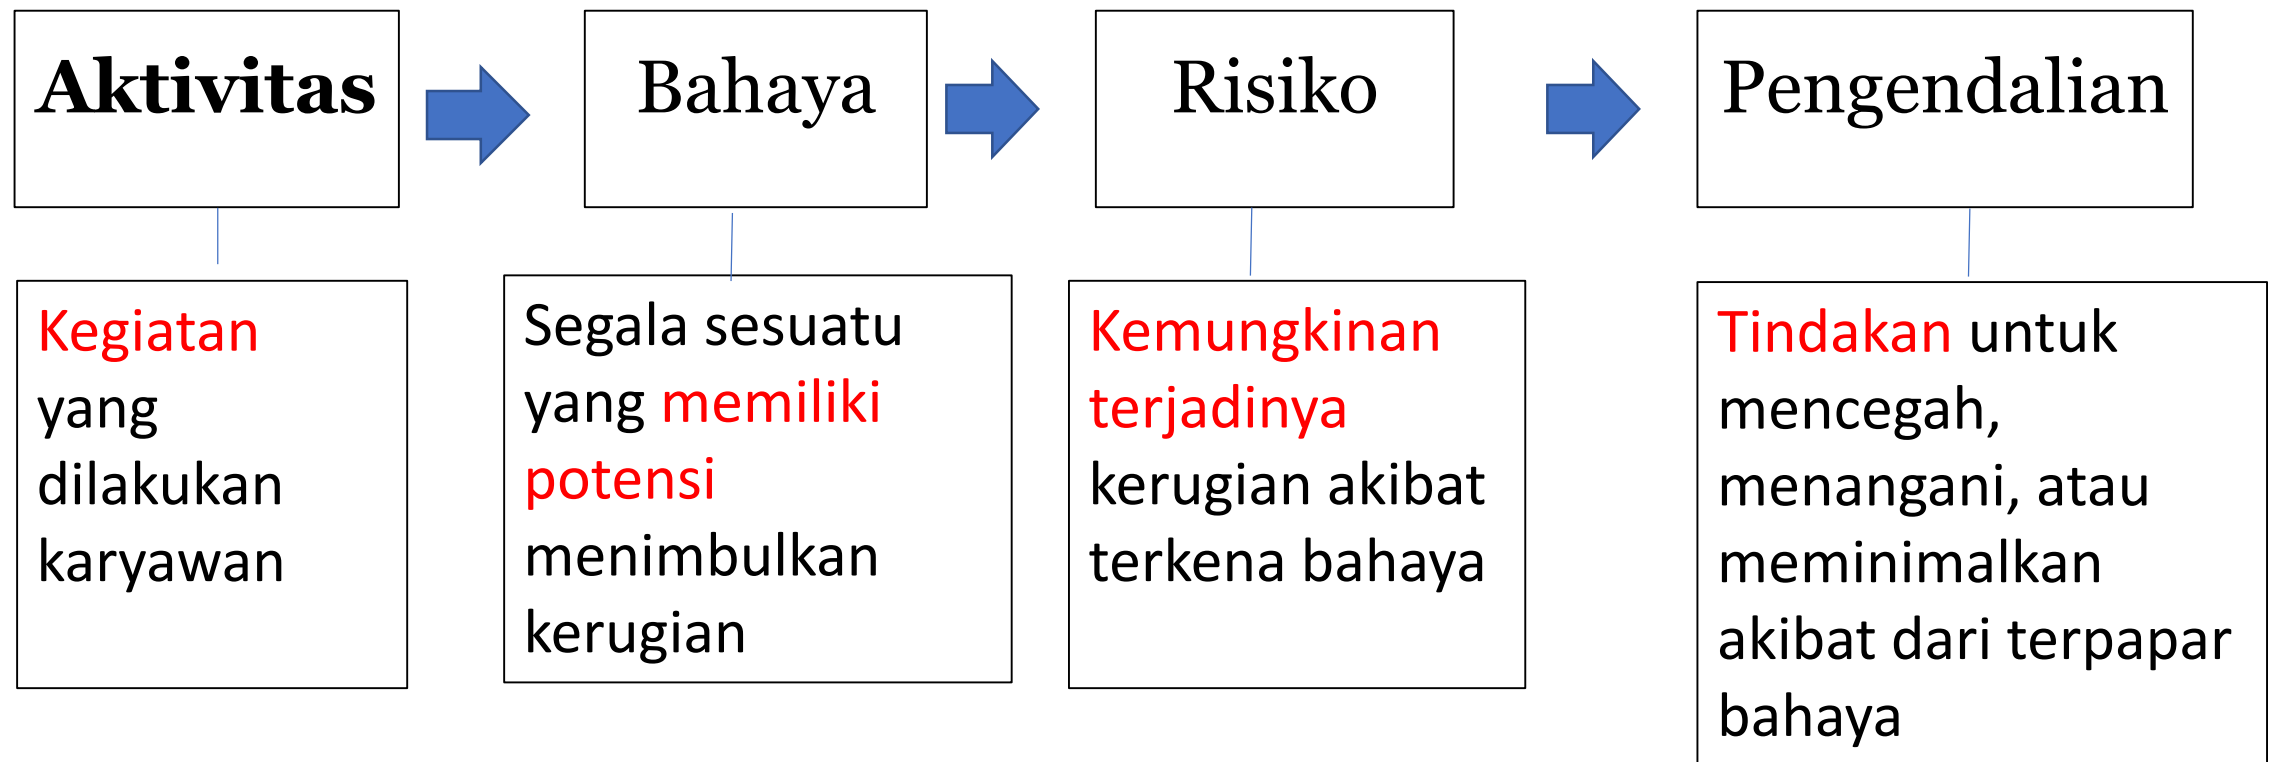 Aktivitas
Bahaya
Risiko
Pengendalian
Kegiatan
yang
dilakukan
karyawan
Segala sesuatu
yang memiliki
potensi
menimbulkan
kerugian
Kemungkinan
terjadinya
kerugian akibat
terkena bahaya
Tindakan untuk
mencegah,
menangani, atau
meminimalkan
akibat dari terpapar
bahaya